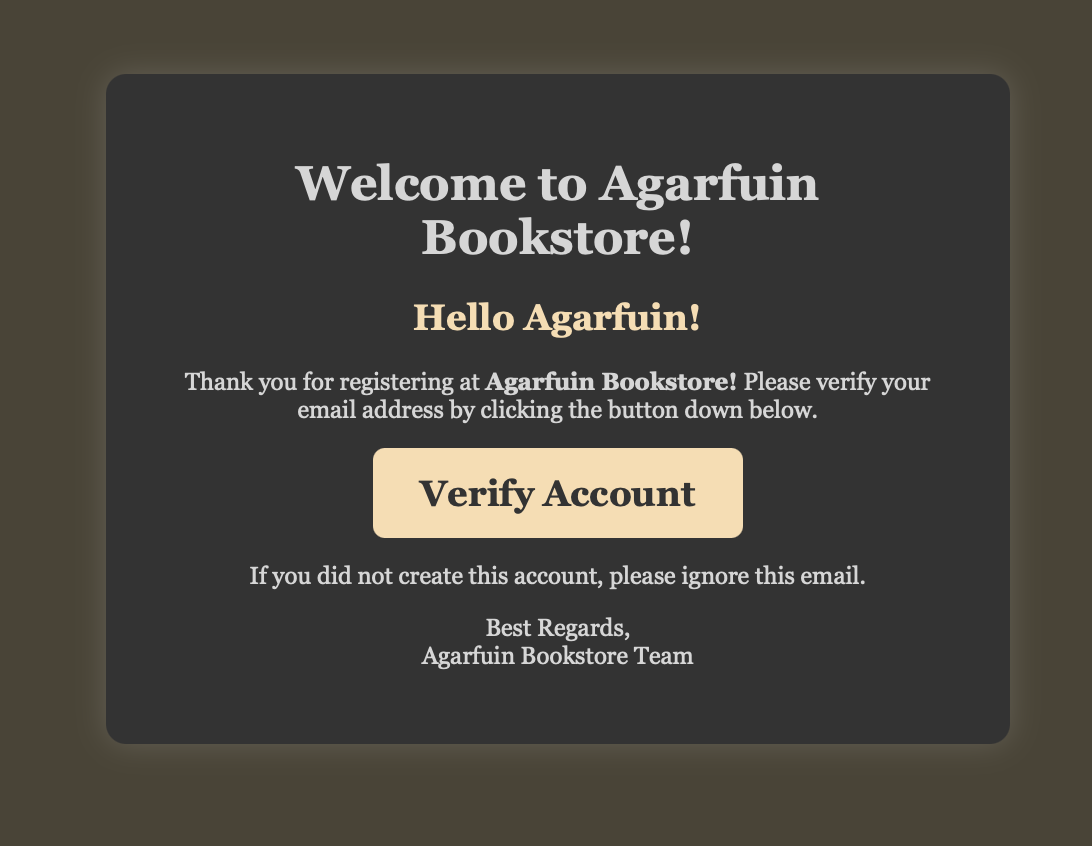 Welcome to Agarfuin
Bookstore!
Hello Agarfuin!
Thank you for registering at Agarfuin Bookstore! Please verify your
email address by clicking the button down below.
Verify Account
If you did not create this account, please ignore this email.
Best Regards,
Agarfuin Bookstore Team